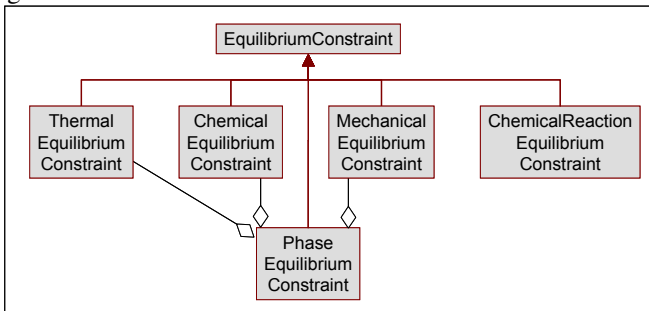 EquilibriumConstraint
Thermal
Equilibrium
Constraint
Chemical
Equilibrium
Constraint
Mechanical
Equilibrium
Constraint
ChemicalReaction
Equilibrium
Constraint
Phase
Equilibrium
Constraint